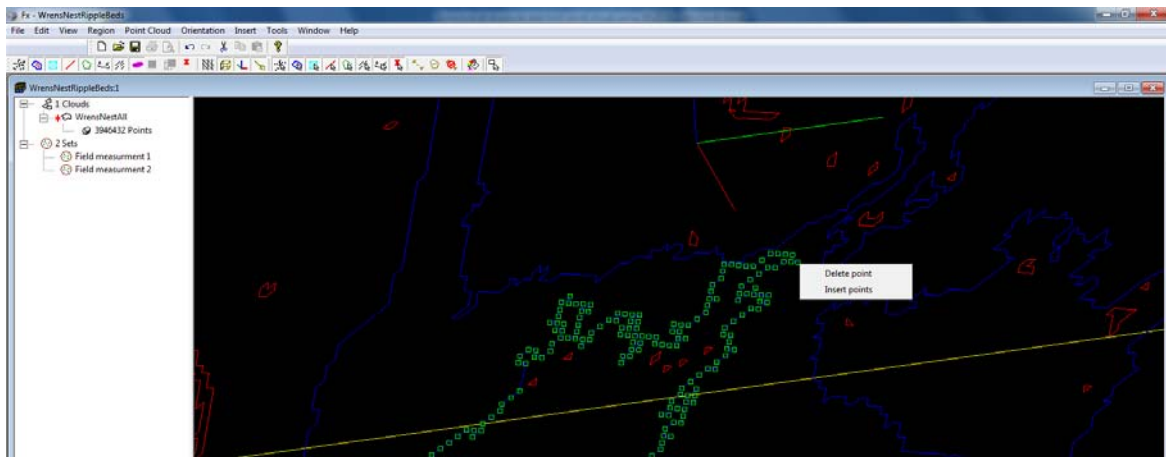 Fx - WrensNestRippleBeds
File Edit View Region Point Cloud Orientation Insert Tools Window Help
WrensNestRippleBeds:1
1 Clouds
WrensNestAll
3946432 Points
2 Sets
Field measurment 1
Field measurment 2
Delete point
Insert points